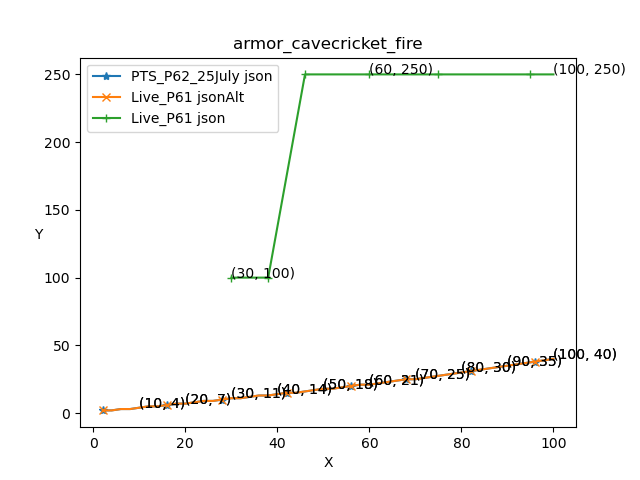 armor_cavecricket_fire
PTS_P62_25July json
Live_P61 jsonAlt
Live_P61 json
Y
250
200
150
100
50
0
(60, 250)
(100, 250)
(30, 100)
(10, 4)
(20, 7)
(30, 11)
(40, 14)
(50, 18)
(60, 21)
(70, 25)
(80, 30)
(90, 35)
(100, 40)
0 20 40 60 80 100
X